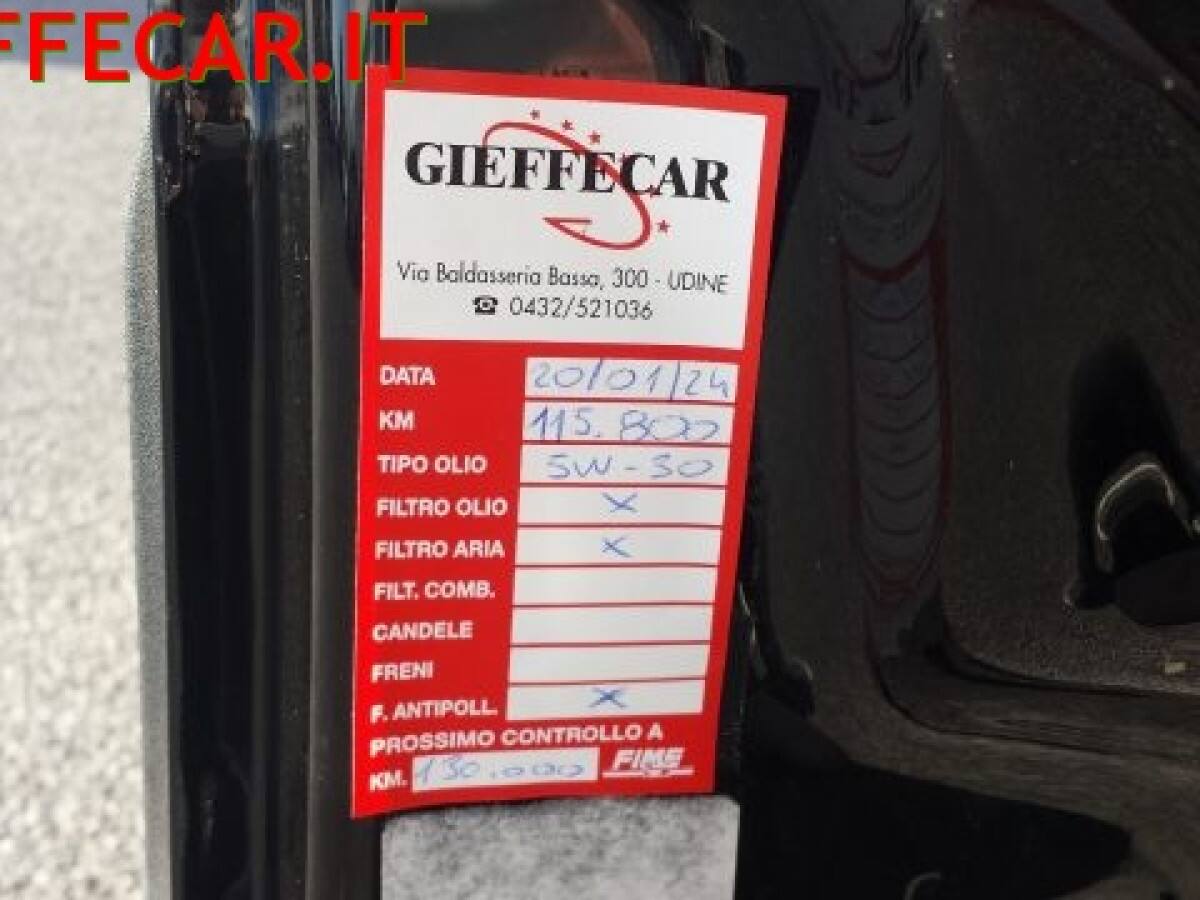 FFECAR.IT
GIEFFECAR
Via Baldasseria Bassa, 300 - UDINE
☎ 0432/521036
DATA 20/01/24
KM 115.800
TIPO OLIO 5W-30
FILTRO OLIO X
FILTRO ARIA X
FILT. COMB.
CANDELE
FRENI
F. ANTIPOLL. X
PROSSIMO CONTROLLO A
KM. 130.000 FIMS